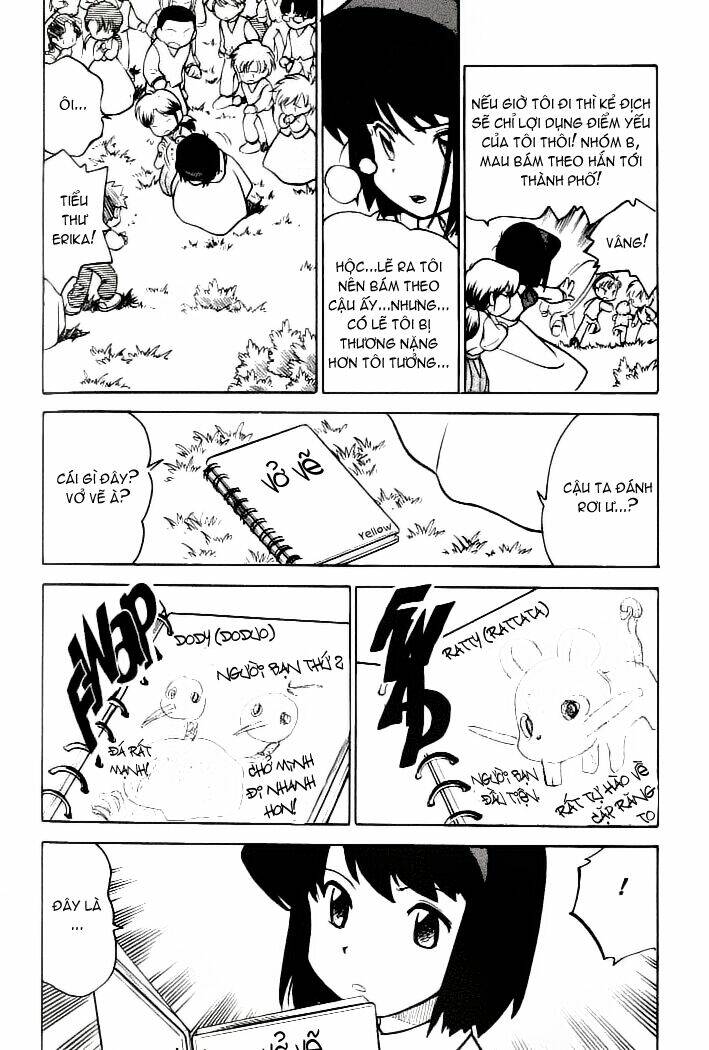 NẾU GIỜ TÔI ĐI THÌ KẺ ĐỊCH
SẼ CHỈ LỢI DỤNG ĐIỂM YẾU
CỦA TÔI THÔI! NHÓM B,
MAU BÁM THEO HẮN TỚI
THÀNH PHỐ!
VÂNG!
HỘC...LẼ RA TÔI
NÊN BÁM THEO
CẬU ẤY...NHƯNG...
CÓ LẼ TÔI BỊ
THƯƠNG NẶNG
HƠN TÔI TƯỞNG...
ÔI...
TIỂU
THƯ
ERIKA!
CẬU TA ĐÁNH
RƠI Ư...?
VỞ VẼ
Yellow
CÁI GÌ ĐÂY?
VỞ VẼ À?
FWAP
RATTY (RATTATA)
NGƯỜI BẠN
ĐẦU TIÊN
RẤT TỰ HÀO VỀ
CẶP RĂNG
TO
FWAP
DODY (DODUO)
NGƯỜI BẠN THỨ 2
ĐÁ RẤT
MẠNH!
CHỞ MÌNH
ĐI NHANH
HƠN!
!
ĐÂY LÀ
...
Yellow
VỞ VẼ